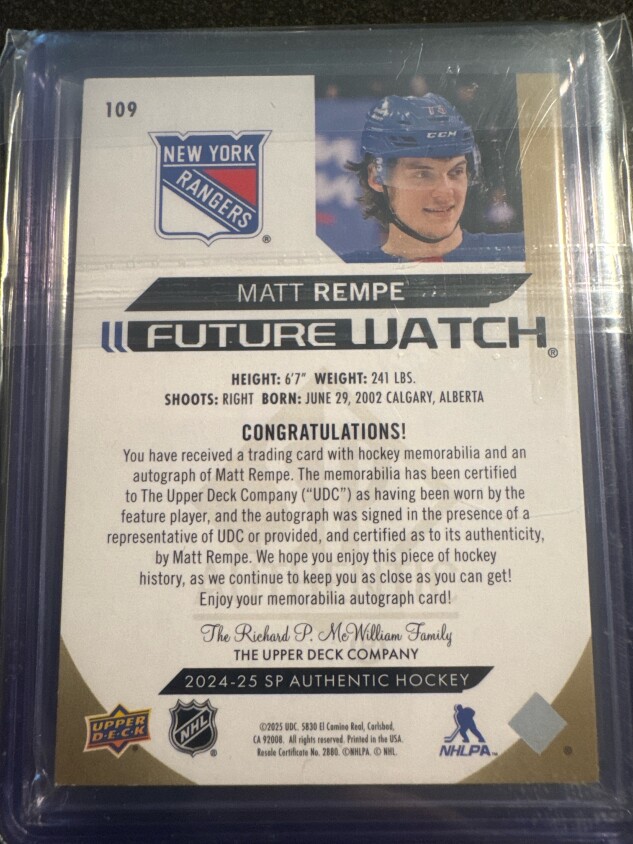 109
NEW YORK
RANGERS
®
CCM
MATT REMPE
FUTURE WATCH®
HEIGHT: 6'7" WEIGHT: 241 LBS.
SHOOTS: RIGHT BORN: JUNE 29, 2002 CALGARY, ALBERTA
CONGRATULATIONS!
You have received a trading card with hockey memorabilia and an
autograph of Matt Rempe. The memorabilia has been certified
to The Upper Deck Company ("UDC") as having been worn by the
feature player, and the autograph was signed in the presence of a
representative of UDC or provided, and certified as to its authenticity,
by Matt Rempe. We hope you enjoy this piece of hockey
history, as we continue to keep you as close as you can get!
Enjoy your memorabilia autograph card!
The Richard P. McWilliam Family
THE UPPER DECK COMPANY
2024-25 SP AUTHENTIC HOCKEY
UPPER
D·E·C·K
®
NHL
®
©2025 UDC. 5830 El Camino Real, Carlsbad,
CA 92008. All rights reserved. Printed in the USA.
Resale Certificate No. 2880. ©NHLPA. © NHL.
NHLPA™
®